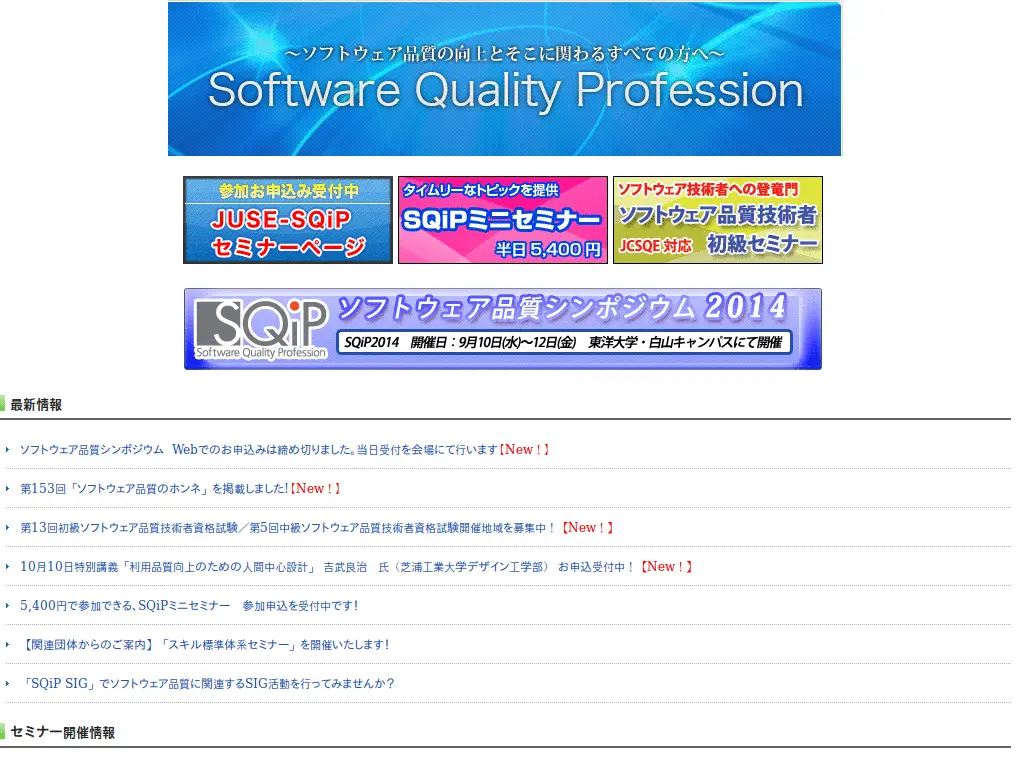 ～ソフトウェア品質の向上とそこに関わるすべての方へ～
Software Quality Profession
参加お申込み受付中
JUSE-SQiP
セミナーページ
タイムリーなトピックを提供
SQiPミニセミナー
半日 5,400 円
ソフトウェア技術者への登竜門
ソフトウェア品質技術者
JCSQE 対応 初級セミナー
SQiP
Software Quality Profession
ソフトウェア品質シンポジウム 2014
SQiP2014 開催日：9月10日(水)～12日(金) 東洋大学・白山キャンパスにて開催
最新情報
ソフトウェア品質シンポジウム Webでのお申込みは締め切りました。当日受付を会場にて行います【New！】
第153回「ソフトウェア品質のホンネ」を掲載しました!【New！】
第13回初級ソフトウェア品質技術者資格試験／第5回中級ソフトウェア品質技術者資格試験開催地域を募集中！【New！】
10月10日特別講義「利用品質向上のための人間中心設計」 吉武良治 氏（芝浦工業大学デザイン工学部） お申込受付中！【New！】
5,400円で参加できる、SQiPミニセミナー 参加申込を受付中です！
【関連団体からのご案内】「スキル標準体系セミナー」を開催いたします！
「SQiP SIG」でソフトウェア品質に関連するSIG活動を行ってみませんか？
セミナー開催情報